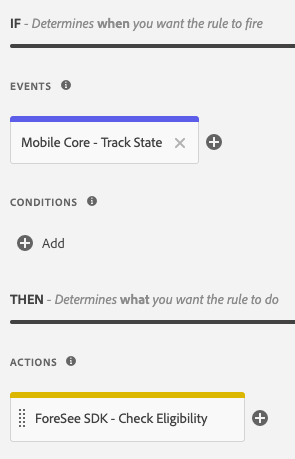 IF - Determines when you want the rule to fire
EVENTS
Mobile Core - Track State
CONDITIONS
Add
THEN - Determines what you want the rule to do
ACTIONS
ForeSee SDK - Check Eligibility